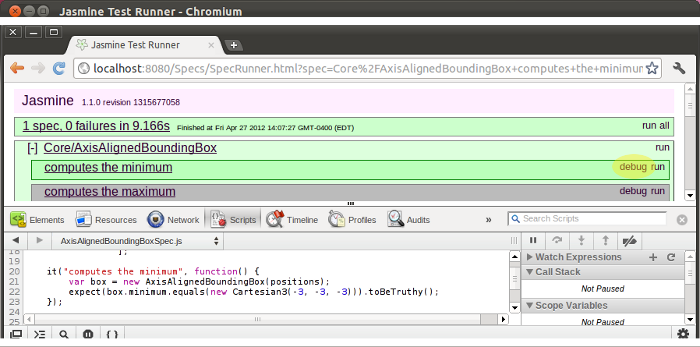 Jasmine Test Runner - Chromium
Jasmine Test Runner
localhost:8080/Specs/SpecRunner.html?spec=Core%2FAxisAlignedBoundingBox+computes+the+minimum
Jasmine 1.1.0 revision 1315677058
1 spec, 0 failures in 9.166s Finished at Fri Apr 27 2012 14:07:27 GMT-0400 (EDT) run all
[-] Core/AxisAlignedBoundingBox run
computes the minimum debug run
computes the maximum debug run
Elements Resources Network Scripts Timeline Profiles Audits » Search Scripts
AxisAlignedBoundingBoxSpec.js
18 ];
19
20 it("computes the minimum", function() {
21 var box = new AxisAlignedBoundingBox(positions);
22 expect(box.minimum.equals(new Cartesian3(-3, -3, -3))).toBeTruthy();
23 });
24
25
Watch Expressions
Call Stack
Not Paused
Scope Variables
Not Paused